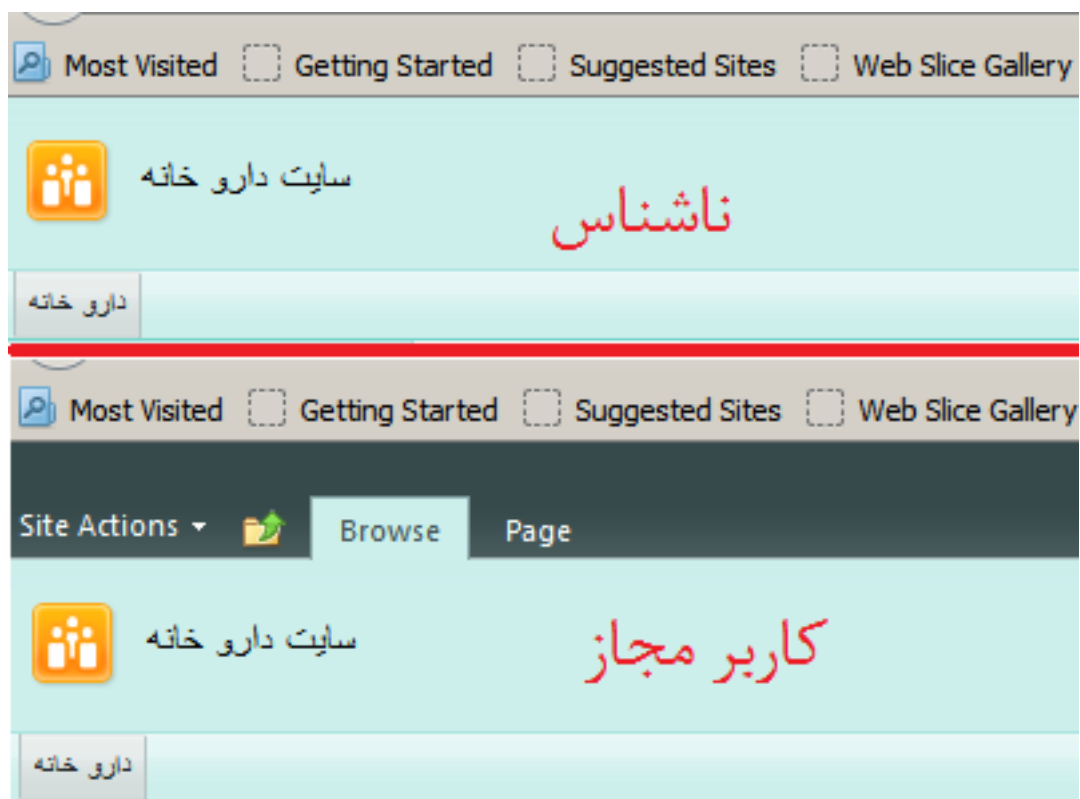 Most Visited Getting Started Suggested Sites Web Slice Gallery
سایت دارو خانه
ناشناس
دارو خانه
Most Visited Getting Started Suggested Sites Web Slice Gallery
Site Actions Browse Page
سایت دارو خانه
کاربر مجاز
دارو خانه